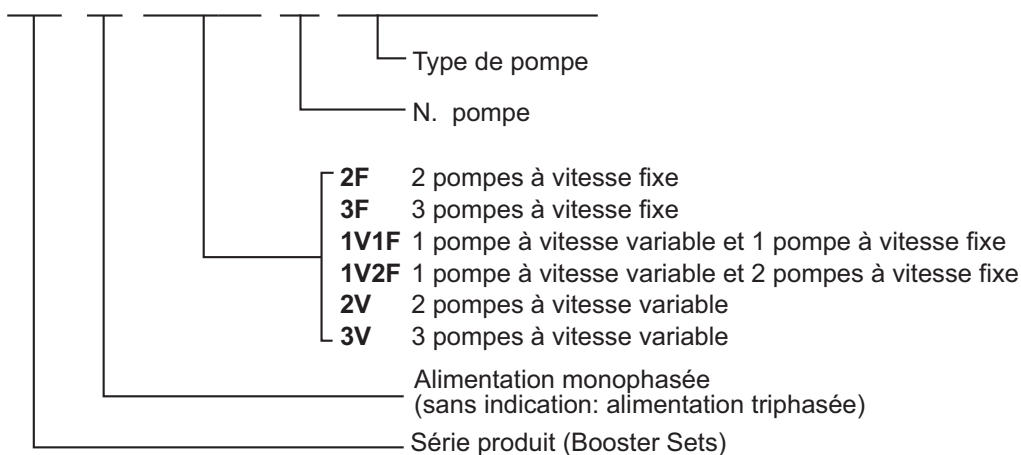 Type de pompe
N. pompe
2F 2 pompes à vitesse fixe
3F 3 pompes à vitesse fixe
1V1F 1 pompe à vitesse variable et 1 pompe à vitesse fixe
1V2F 1 pompe à vitesse variable et 2 pompes à vitesse fixe
2V 2 pompes à vitesse variable
3V 3 pompes à vitesse variable
Alimentation monophasée
(sans indication: alimentation triphasée)
Série produit (Booster Sets)